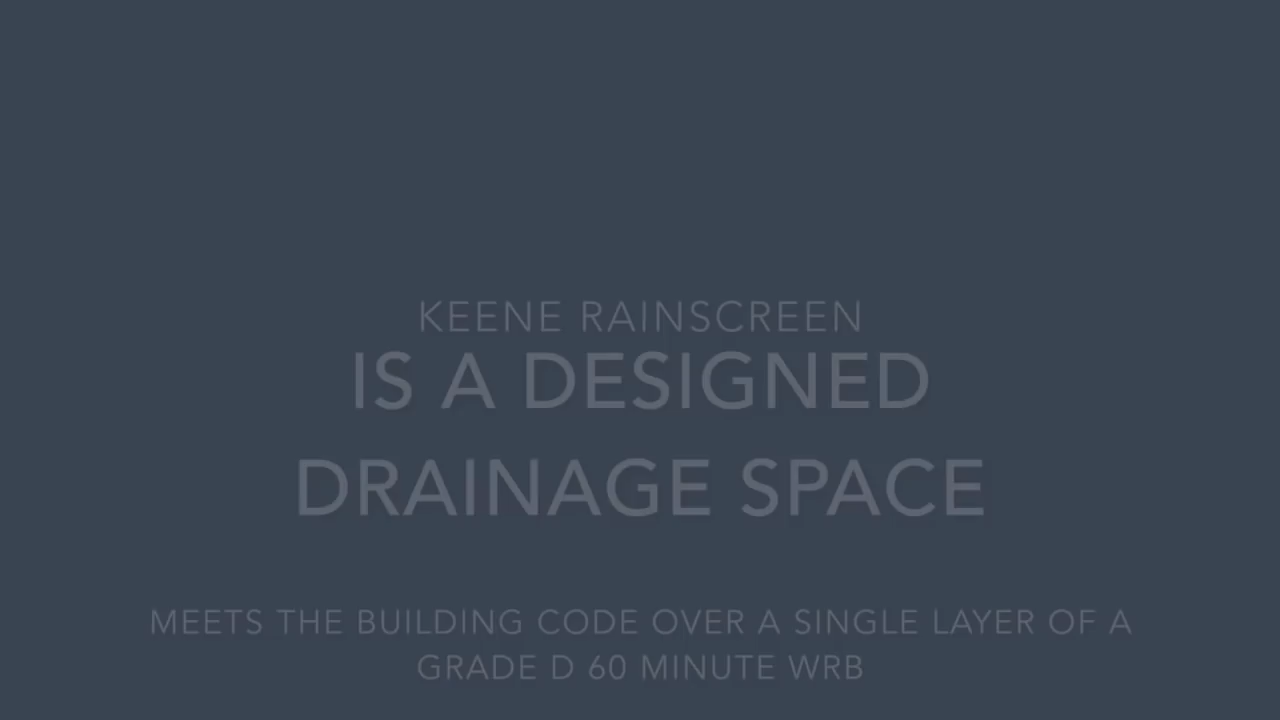 KEENE RAINSCREEN
IS A DESIGNED
DRAINAGE SPACE
MEETS THE BUILDING CODE OVER A SINGLE LAYER OF A
GRADE D 60 MINUTE WRB